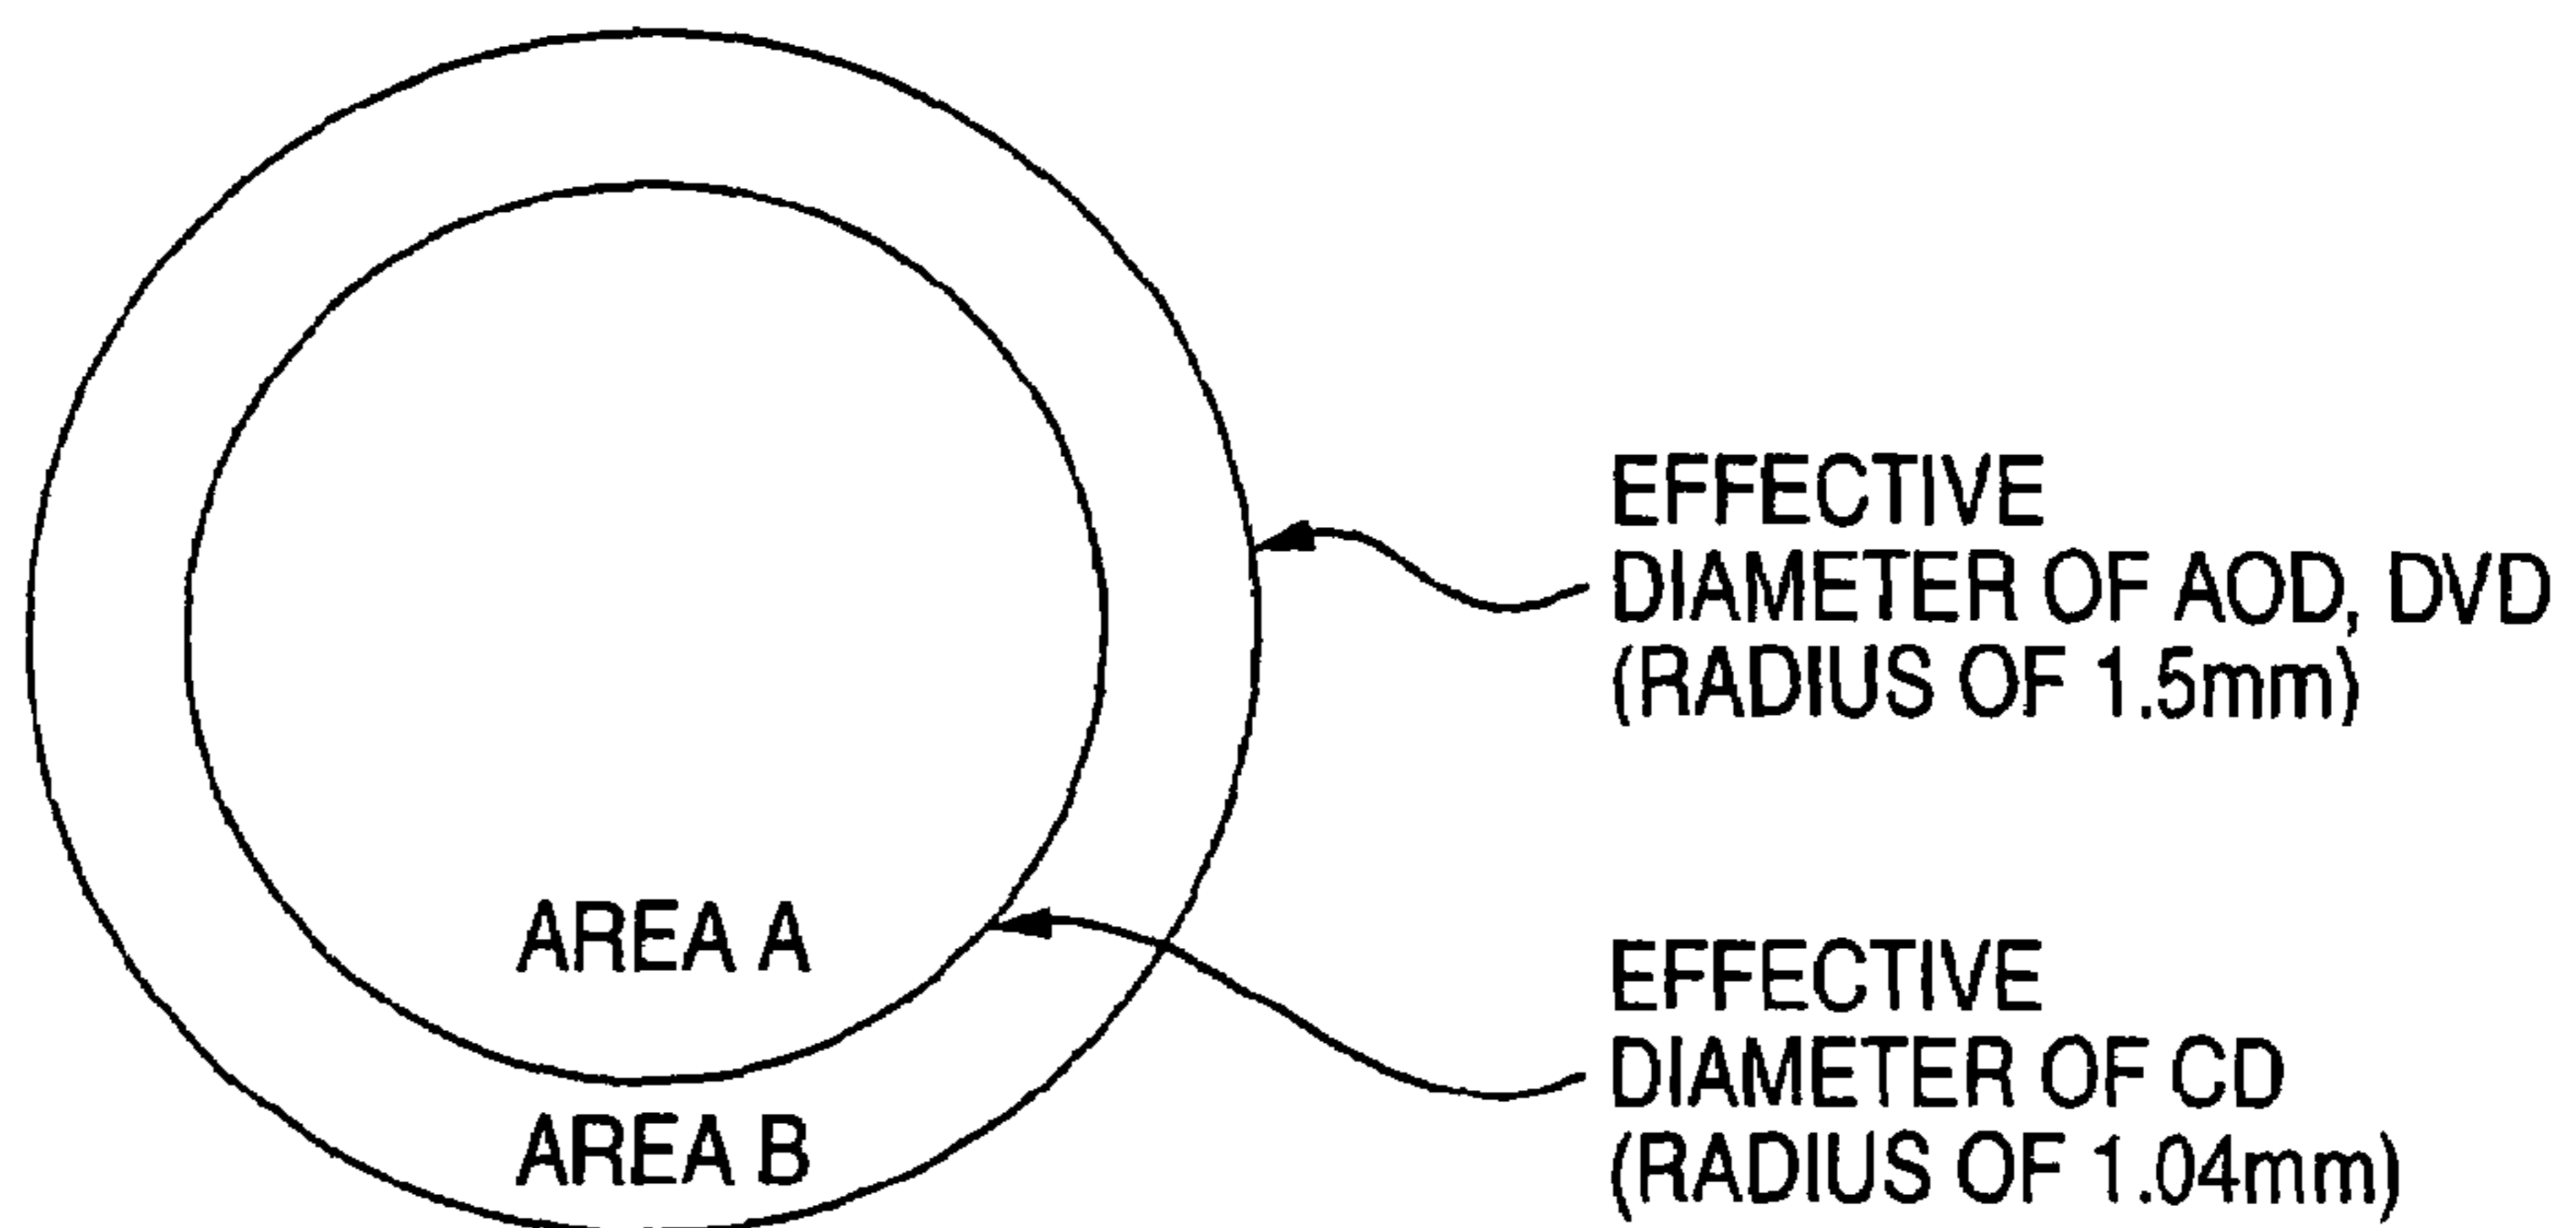 EFFECTIVE
DIAMETER OF AOD, DVD
(RADIUS OF 1.5mm)
AREA A
EFFECTIVE
DIAMETER OF CD
(RADIUS OF 1.04mm)
AREA B